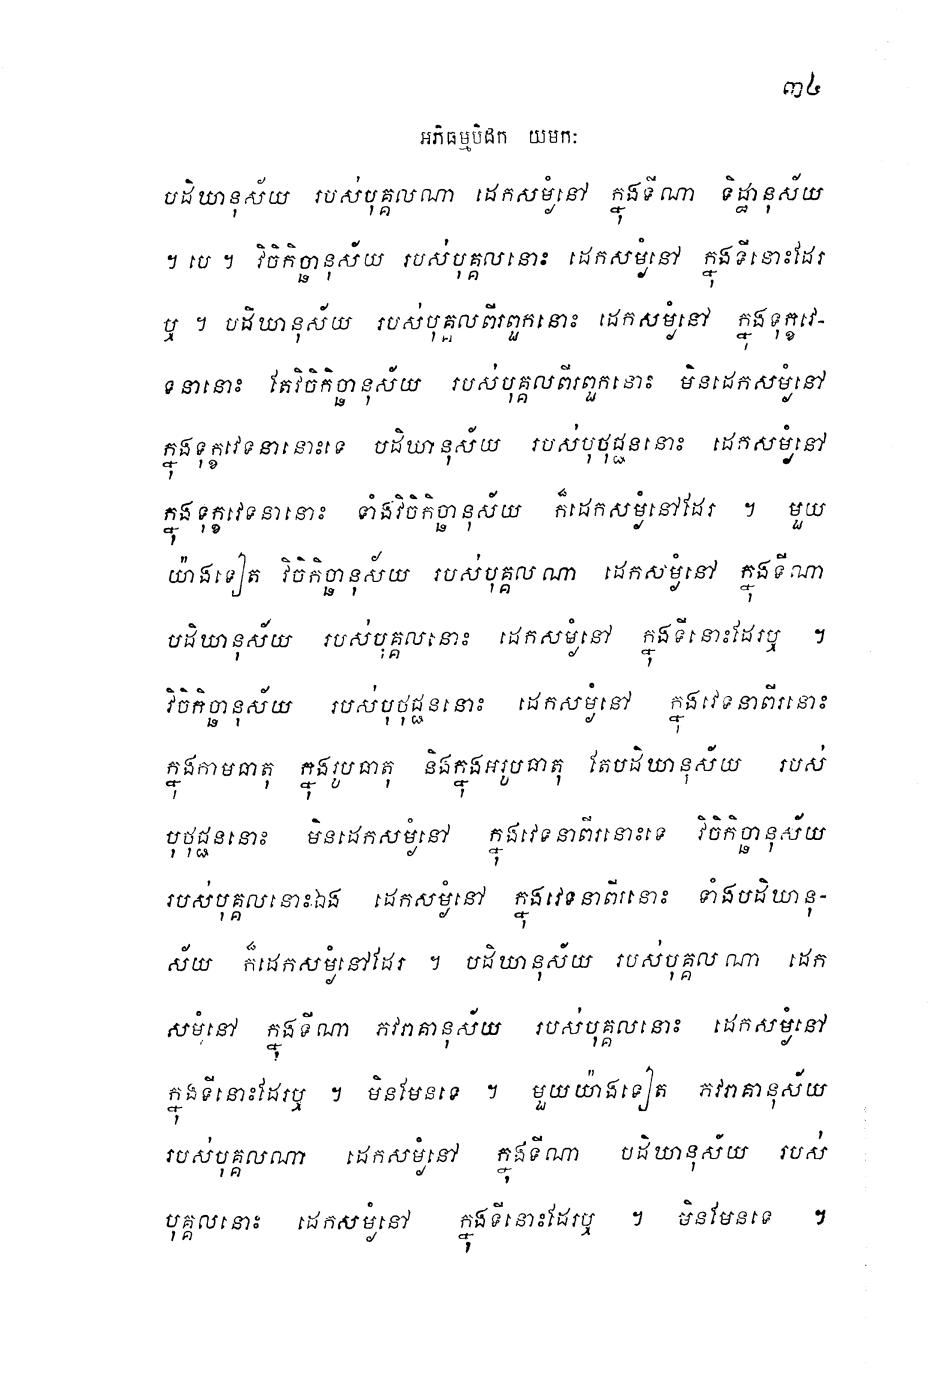 ៣៤
អភិធម្មបិដក យមកៈ
បដិឃានុស័យ របស់បុគ្គលណា ដេកសម្ងំនៅ ក្នុងទីណា ទិដ្ឋានុស័យ
។ បេ ។ វិចិកិច្ឆានុស័យ របស់បុគ្គលនោះ ដេកសម្ងំនៅ ក្នុងទីនោះដែរ
ឬ ។ បដិឃានុស័យ របស់បុគ្គលពីរពួកនោះ ដេកសម្ងំនៅ ក្នុងទុក្ខវេ-
ទនានោះ តែវិចិកិច្ឆានុស័យ របស់បុគ្គលពីរពួកនោះ មិនដេកសម្ងំនៅ
ក្នុងទុក្ខវេទនានោះទេ បដិឃានុស័យ របស់បុថុជ្ជននោះ ដេកសម្ងំនៅ
ក្នុងទុក្ខវេទនានោះ ទាំងវិចិកិច្ឆានុស័យ ក៏ដេកសម្ងំនៅដែរ ។ មួយ
យ៉ាងទៀត វិចិកិច្ឆានុស័យ របស់បុគ្គលណា ដេកសម្ងំនៅ ក្នុងទីណា
បដិឃានុស័យ របស់បុគ្គលនោះ ដេកសម្ងំនៅ ក្នុងទីនោះដែរឬ ។
វិចិកិច្ឆានុស័យ របស់បុថុជ្ជននោះ ដេកសម្ងំនៅ ក្នុងវេទនាពីរនោះ
ក្នុងកាមធាតុ ក្នុងរូបធាតុ និងក្នុងអរូបធាតុ តែបដិឃានុស័យ របស់
បុថុជ្ជននោះ មិនដេកសម្ងំនៅ ក្នុងវេទនាពីរនោះទេ វិចិកិច្ឆានុស័យ
របស់បុគ្គលនោះឯង ដេកសម្ងំនៅ ក្នុងវេទនាពីរនោះ ទាំងបដិឃានុ-
ស័យ ក៏ដេកសម្ងំនៅដែរ ។ បដិឃានុស័យ របស់បុគ្គលណា ដេក
សម្ងំនៅ ក្នុងទីណា ភវរាគានុស័យ របស់បុគ្គលនោះ ដេកសម្ងំនៅ
ក្នុងទីនោះដែរឬ ។ មិនមែនទេ ។ មួយយ៉ាងទៀត ភវរាគានុស័យ
របស់បុគ្គលណា ដេកសម្ងំនៅ ក្នុងទីណា បដិឃានុស័យ របស់
បុគ្គលនោះ ដេកសម្ងំនៅ ក្នុងទីនោះដែរឬ ។ មិនមែនទេ ។